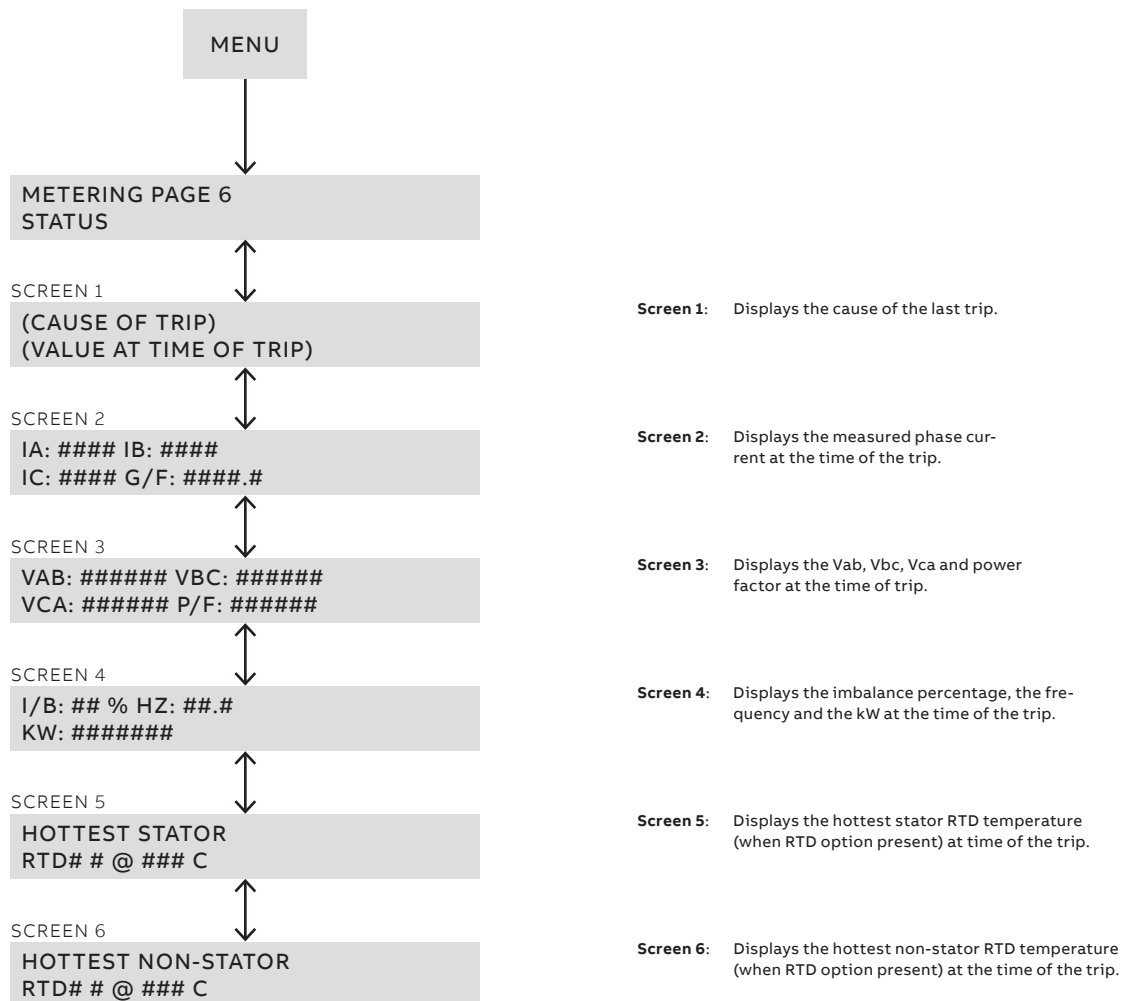 MENU
METERING PAGE 6
STATUS
SCREEN 1
(CAUSE OF TRIP)
(VALUE AT TIME OF TRIP)
Screen 1: Displays the cause of the last trip.
SCREEN 2
IA: #### IB: ####
IC: #### G/F: ####.#
Screen 2: Displays the measured phase cur-
rent at the time of the trip.
SCREEN 3
VAB: ###### VBC: ######
VCA: ###### P/F: ######
Screen 3: Displays the Vab, Vbc, Vca and power
factor at the time of trip.
SCREEN 4
I/B: ## % HZ: ##.#
KW: #######
Screen 4: Displays the imbalance percentage, the fre-
quency and the kW at the time of the trip.
SCREEN 5
HOTTEST STATOR
RTD# # @ ### C
Screen 5: Displays the hottest stator RTD temperature
(when RTD option present) at time of the trip.
SCREEN 6
HOTTEST NON-STATOR
RTD# # @ ### C
Screen 6: Displays the hottest non-stator RTD temperature
(when RTD option present) at the time of the trip.